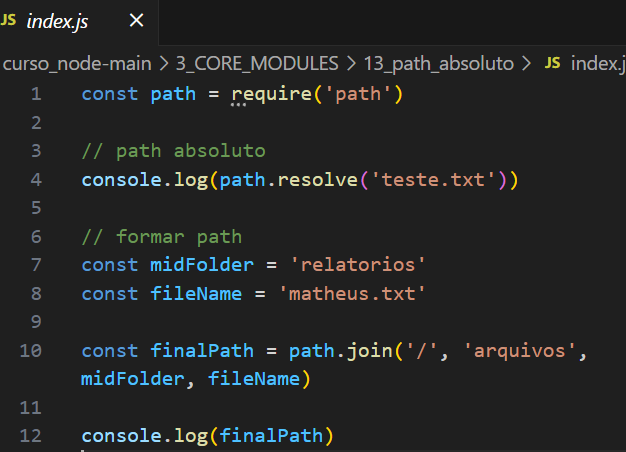 JS index.js ×
curso_node-main > 3_CORE_MODULES > 13_path_absoluto > JS index.j
1 const path = require('path')
2
3 // path absoluto
4 console.log(path.resolve('teste.txt'))
5
6 // formar path
7 const midFolder = 'relatorios'
8 const fileName = 'matheus.txt'
9
10 const finalPath = path.join('/', 'arquivos',
midFolder, fileName)
11
12 console.log(finalPath)